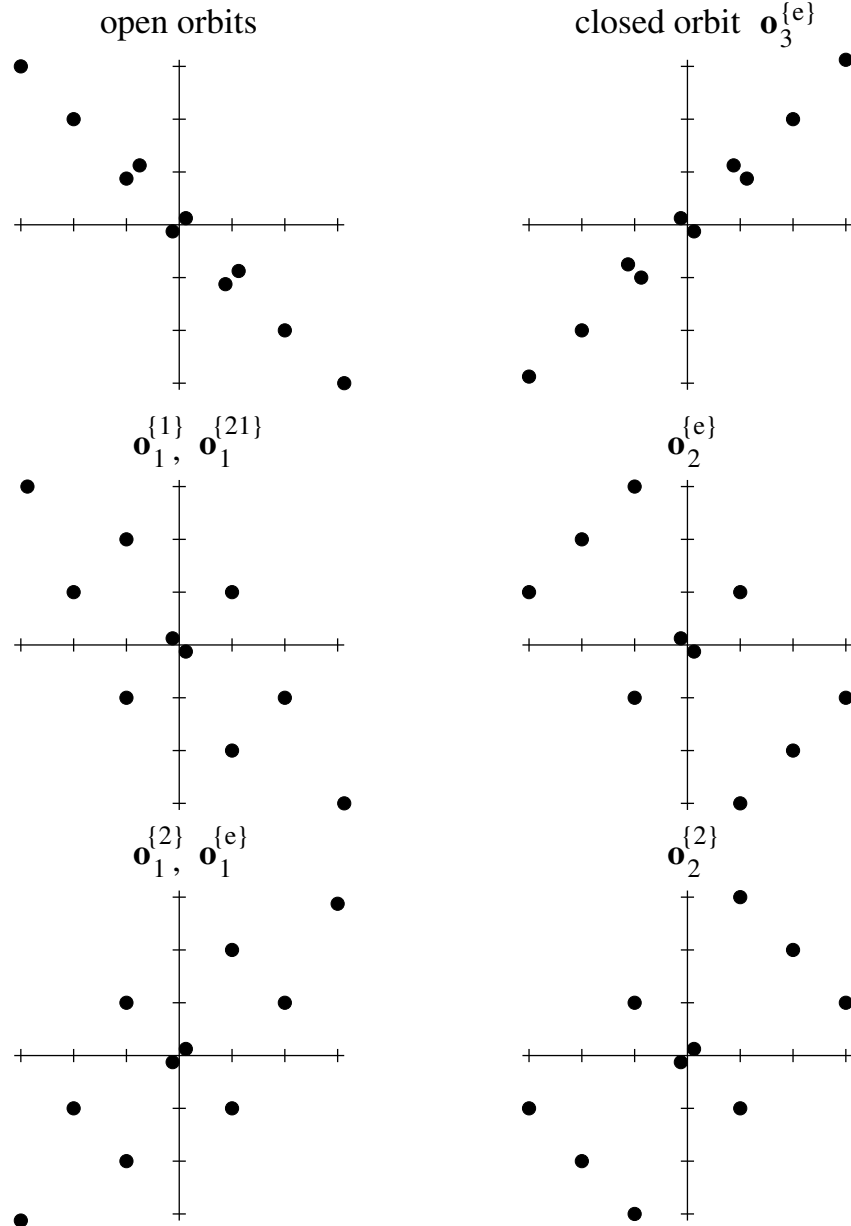 open orbits
closed orbit o_3^{e}
o_1^{1}, o_1^{21}
o_2^{e}
o_1^{2}, o_1^{e}
o_2^{2}